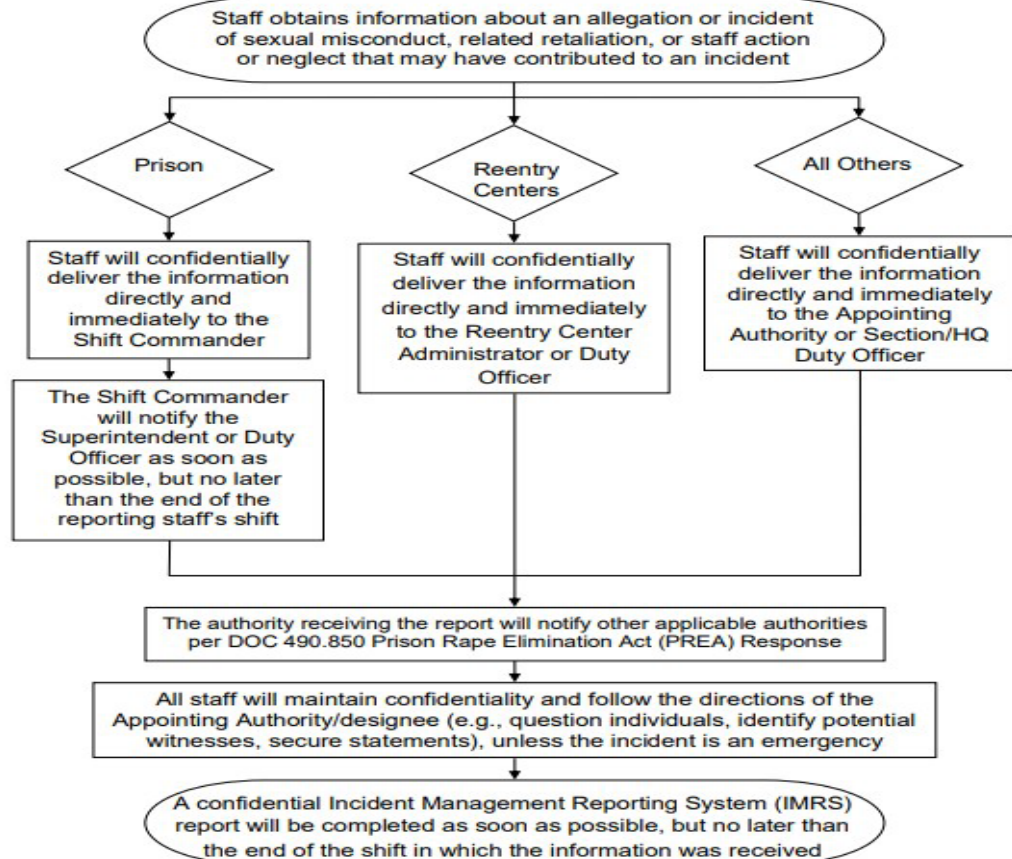 Staff obtains information about an allegation or incident
of sexual misconduct, related retaliation, or staff action
or neglect that may have contributed to an incident
Prison
Reentry
Centers
All Others
Staff will confidentially
deliver the information
directly and
immediately to the
Shift Commander
Staff will confidentially
deliver the information
directly and immediately
to the Reentry Center
Administrator or Duty
Officer
Staff will confidentially
deliver the information
directly and immediately
to the Appointing
Authority or Section/HQ
Duty Officer
The Shift Commander
will notify the
Superintendent or Duty
Officer as soon as
possible, but no later
than the end of the
reporting staff's shift
The authority receiving the report will notify other applicable authorities
per DOC 490.850 Prison Rape Elimination Act (PREA) Response
All staff will maintain confidentiality and follow the directions of the
Appointing Authority/designee (e.g., question individuals, identify potential
witnesses, secure statements), unless the incident is an emergency
A confidential Incident Management Reporting System (IMRS)
report will be completed as soon as possible, but no later than
the end of the shift in which the information was received